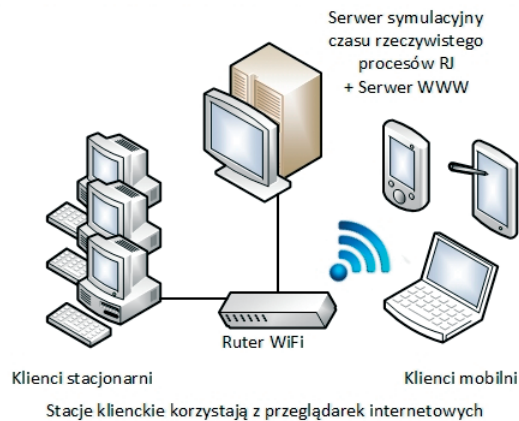 Serwer symulacyjny
czasu rzeczywistego
procesów RJ
+ Serwer WWW
Ruter WiFi
Klienci stacjonarni
Klienci mobilni
Stacje klienckie korzystają z przeglądarek internetowych